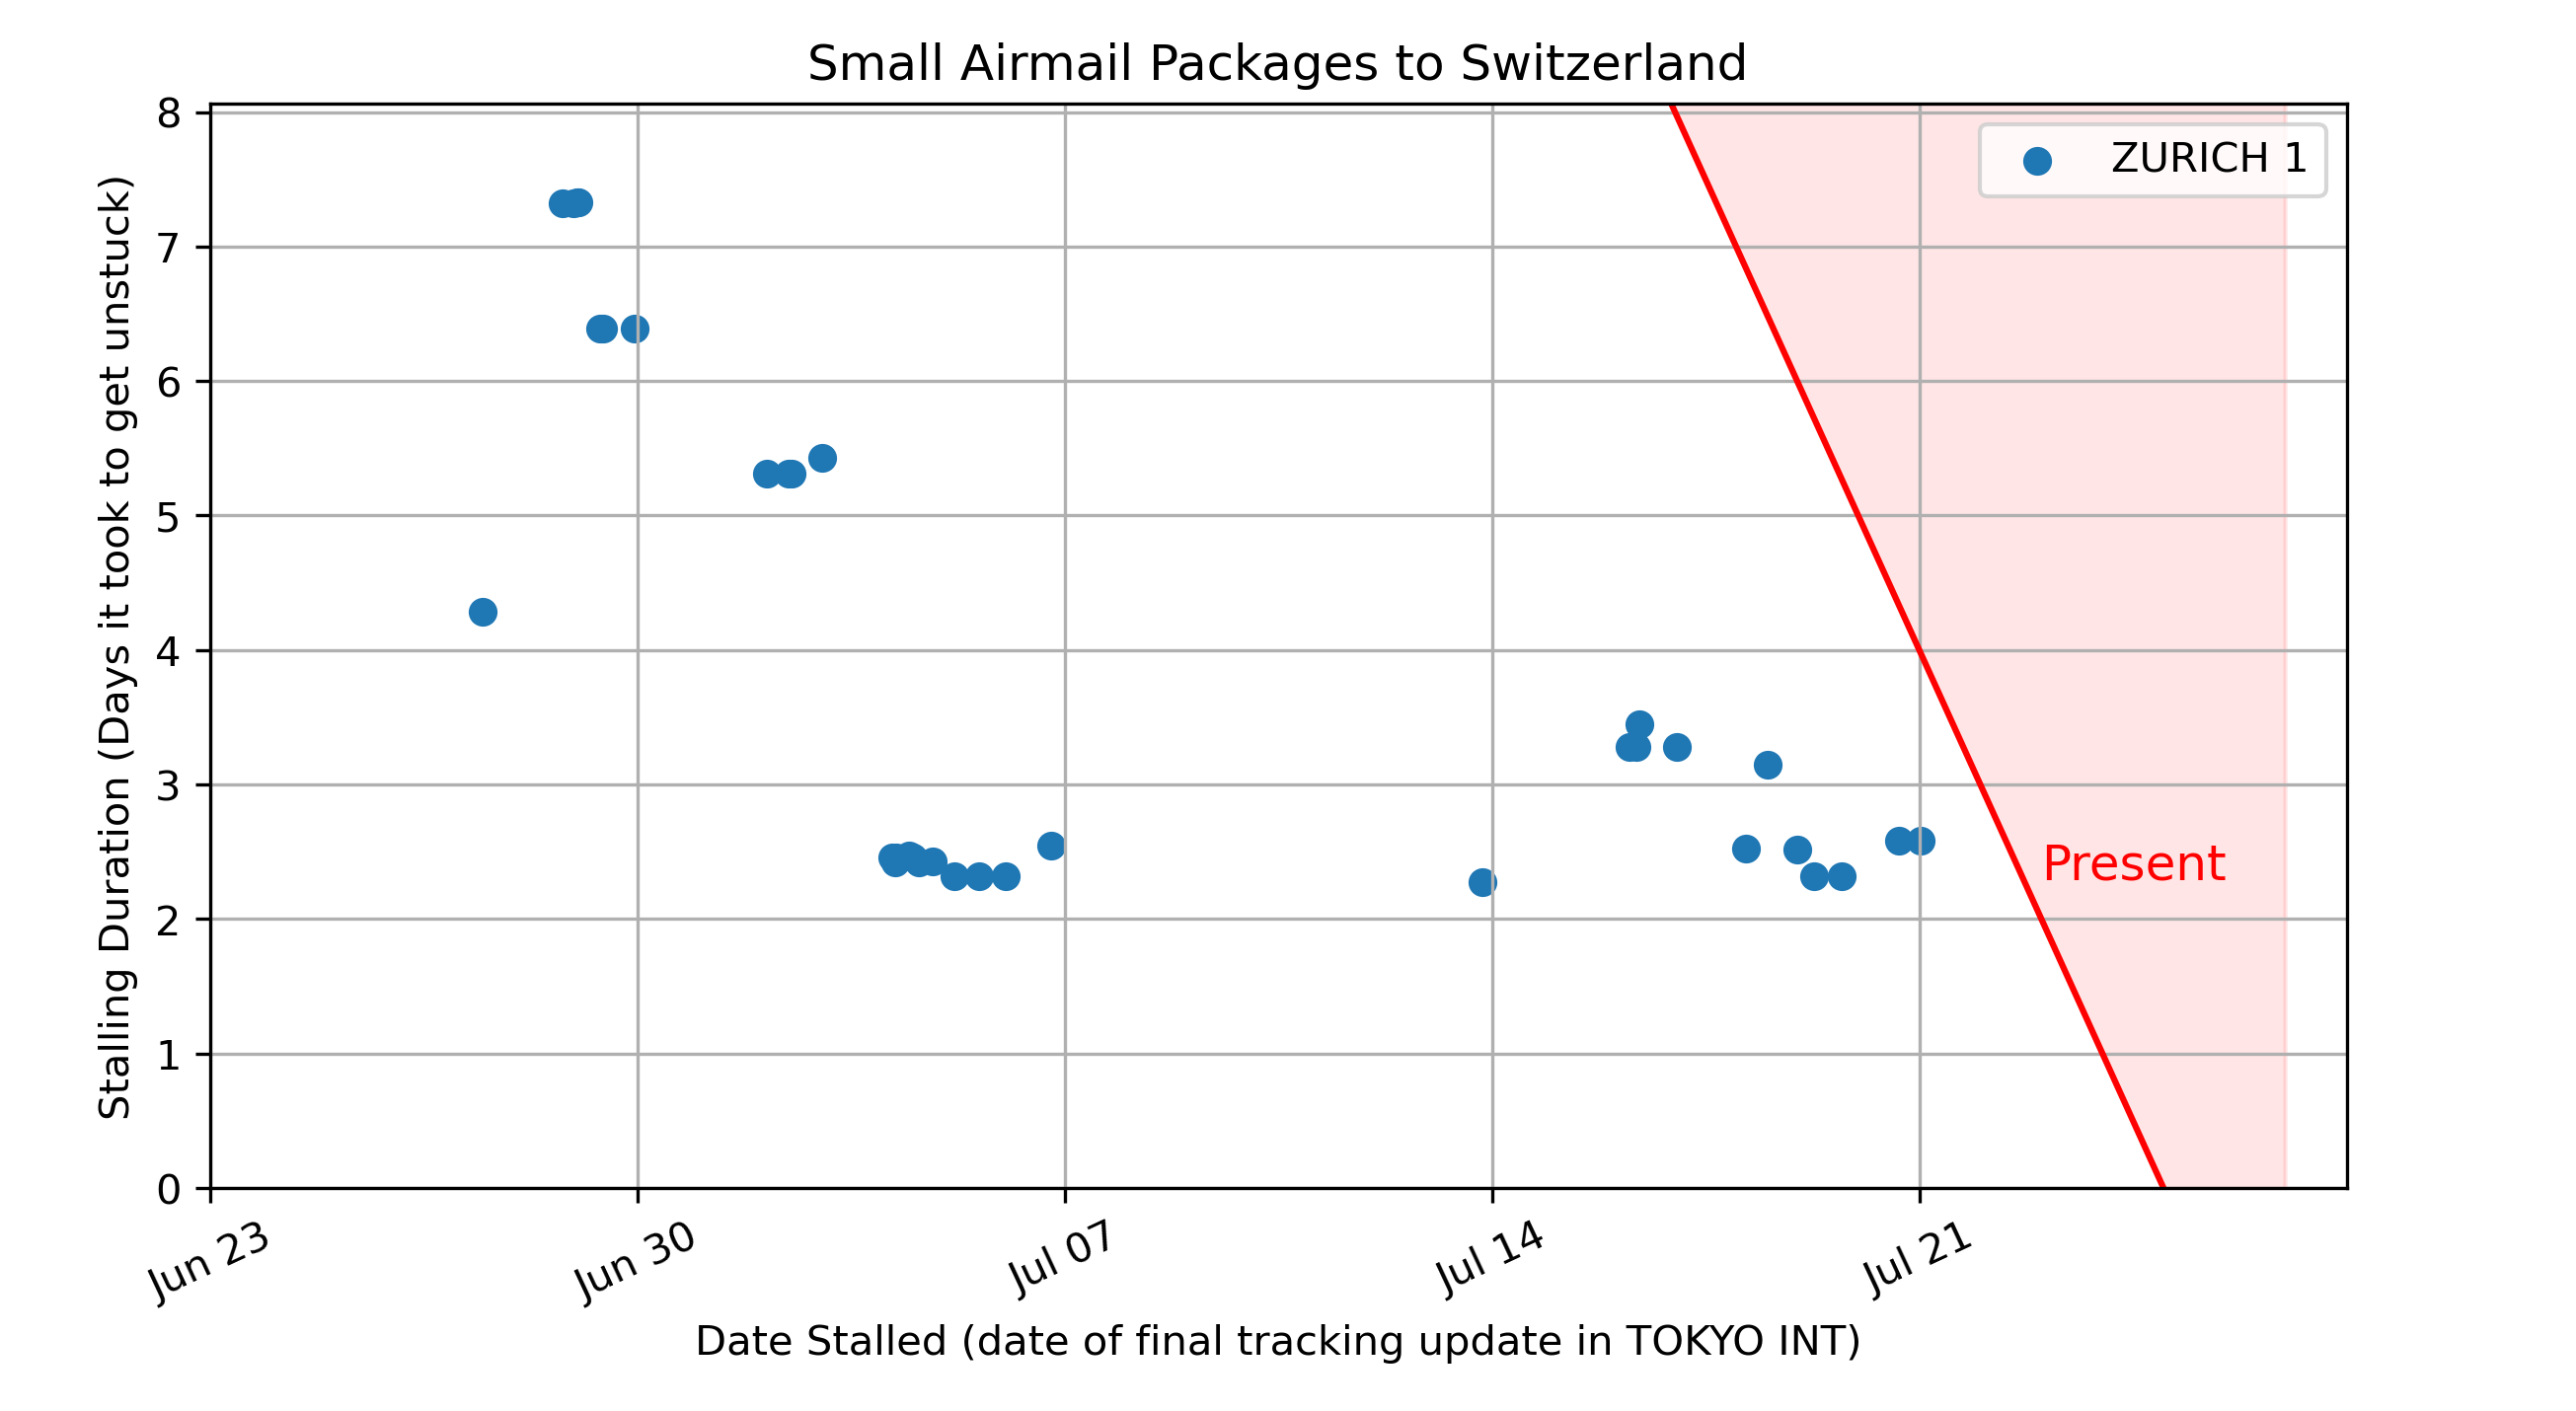 Small Airmail Packages to Switzerland
ZURICH 1
8
7
6
5
4
3
2
1
0
Stalling Duration (Days it took to get unstuck)
Present
Jun 23
Jun 30
Jul 07
Jul 14
Jul 21
Date Stalled (date of final tracking update in TOKYO INT)